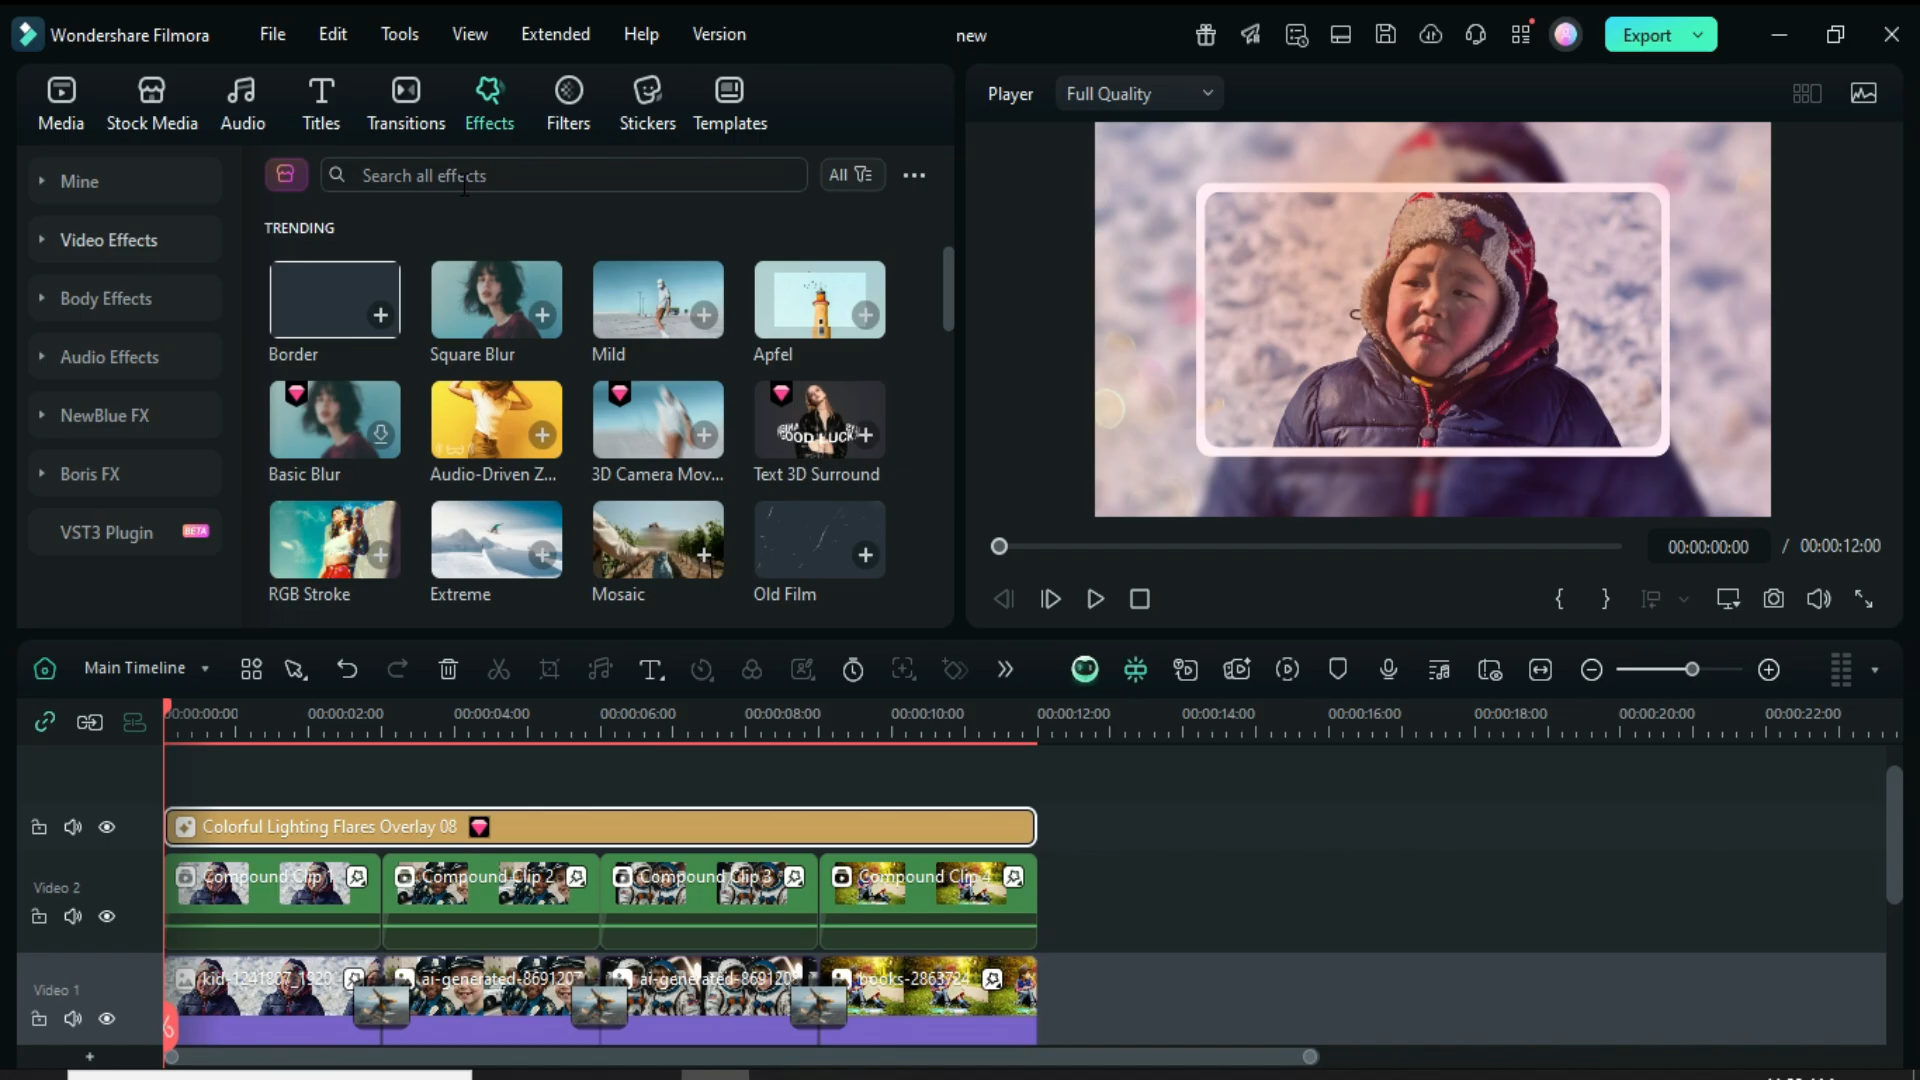 Wondershare Filmora
File
Edit
Tools
View
Extended
Help
Version
new
Export
Media
Stock Media
Audio
Titles
Transitions
Effects
Filters
Stickers
Templates
Player
Full Quality
Mine
Video Effects
Body Effects
Audio Effects
NewBlue FX
Boris FX
VST3 Plugin
BETA
Search all effects
All
TRENDING
Border
Square Blur
Mild
Apfel
Basic Blur
Audio-Driven Z...
3D Camera Mov...
GOOD LUCK
Text 3D Surround
RGB Stroke
Extreme
Mosaic
Old Film
00:00:00:00 / 00:00:12:00
Main Timeline
00:00:00:00
00:00:02:00
00:00:04:00
00:00:06:00
00:00:08:00
00:00:10:00
00:00:12:00
00:00:14:00
00:00:16:00
00:00:18:00
00:00:20:00
00:00:22:00
Colorful Lighting Flares Overlay 08
Video 2
Compound Clip 1
Compound Clip 2
Compound Clip 3
Compound Clip 4
Video 1
kid-1241807_1920
ai-generated-8691207
ai-generated-869120
books-2863724